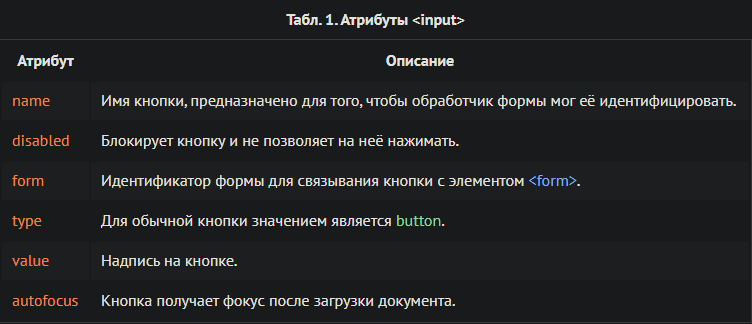 Табл. 1. Атрибуты <input>
Атрибут Описание
name Имя кнопки, предназначено для того, чтобы обработчик формы мог её идентифицировать.
disabled Блокирует кнопку и не позволяет на неё нажимать.
form Идентификатор формы для связывания кнопки с элементом <form>.
type Для обычной кнопки значением является button.
value Надпись на кнопке.
autofocus Кнопка получает фокус после загрузки документа.